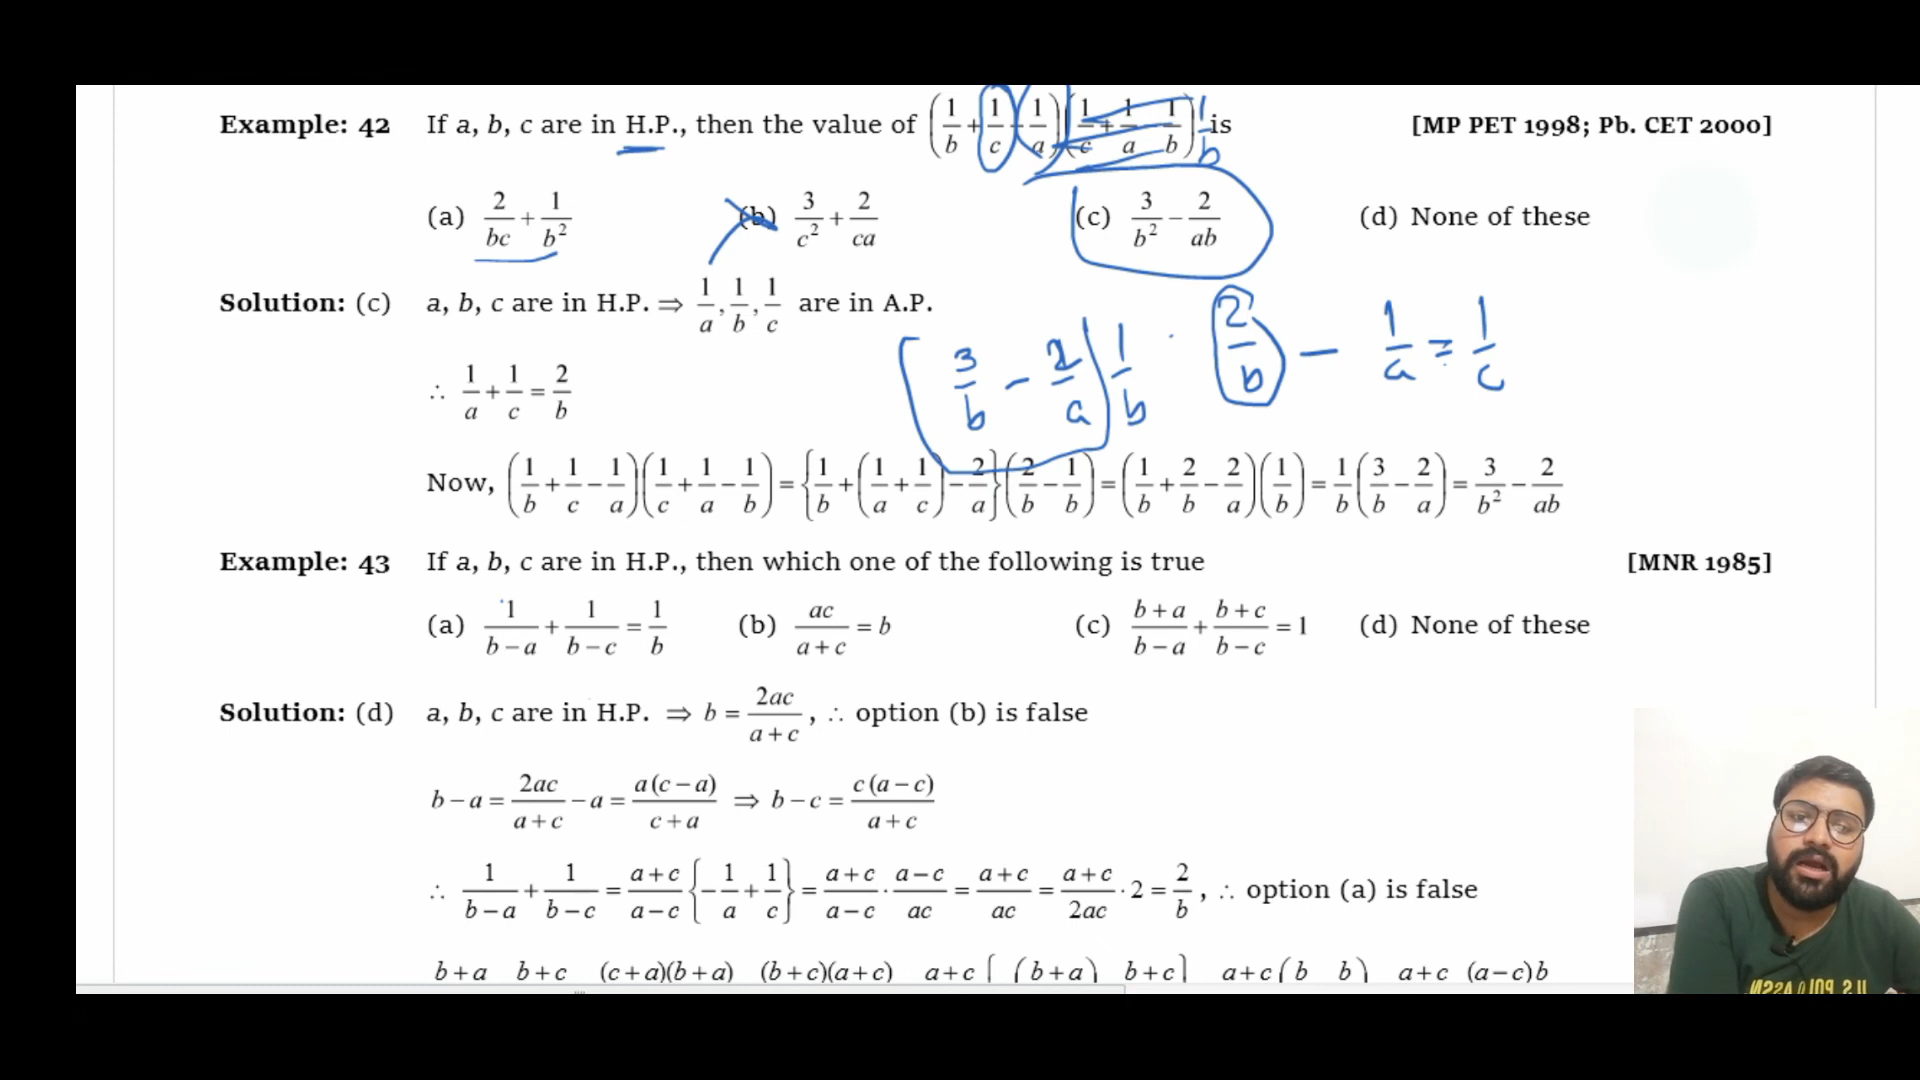 Example: 42 If a, b, c are in H.P., then the value of (1/b + 1/c - 1/a)(1/c + 1/a - 1/b) 1/b is [MP PET 1998; Pb. CET 2000]
(a) 2/bc + 1/b² (b) 3/c² + 2/ca (c) 3/b² - 2/ab (d) None of these
Solution: (c) a, b, c are in H.P. ⇒ 1/a, 1/b, 1/c are in A.P.
2/b - 1/a = 1/c
(3/b - 2/a) 1/b
∴ 1/a + 1/c = 2/b
Now, (1/b + 1/c - 1/a)(1/c + 1/a - 1/b) = {1/b + (1/a + 1/c) - 2/a}(2/b - 1/b) = (1/b + 2/b - 2/a)(1/b) = 1/b (3/b - 2/a) = 3/b² - 2/ab
Example: 43 If a, b, c are in H.P., then which one of the following is true [MNR 1985]
(a) 1/(b-a) + 1/(b-c) = 1/b (b) ac/(a+c) = b (c) (b+a)/(b-a) + (b+c)/(b-c) = 1 (d) None of these
Solution: (d) a, b, c are in H.P. ⇒ b = 2ac/(a+c), ∴ option (b) is false
b-a = 2ac/(a+c) - a = a(c-a)/(c+a) ⇒ b-c = c(a-c)/(a+c)
∴ 1/(b-a) + 1/(b-c) = (a+c)/(a-c) {-1/a + 1/c} = (a+c)/(a-c) · (a-c)/ac = (a+c)/ac = (a+c)/2ac · 2 = 2/b, ∴ option (a) is false
b+a b+c (c+a)(b+a) (b+c)(a+c) a+c [ (b+a) b+c] a+c (b b) a+c (a-c)b